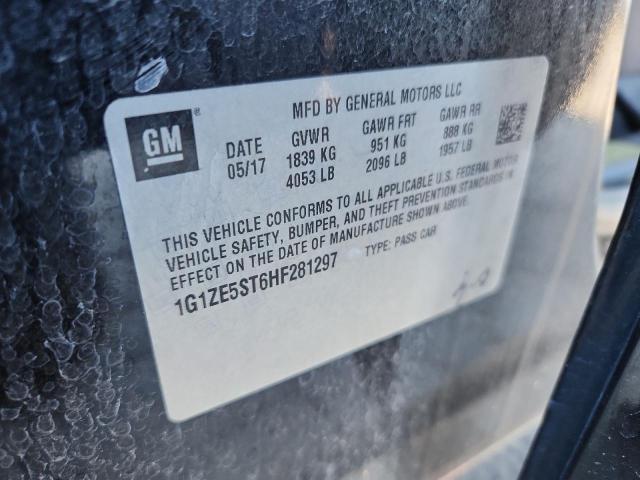 GM ®
MFD BY GENERAL MOTORS LLC
DATE GVWR GAWR FRT GAWR RR
05/17 1839 KG 951 KG 888 KG
4053 LB 2096 LB 1957 LB
THIS VEHICLE CONFORMS TO ALL APPLICABLE U.S. FEDERAL MOTOR
VEHICLE SAFETY, BUMPER, AND THEFT PREVENTION STANDARDS IN
EFFECT ON THE DATE OF MANUFACTURE SHOWN ABOVE.
1G1ZE5ST6HF281297 TYPE: PASS CAR